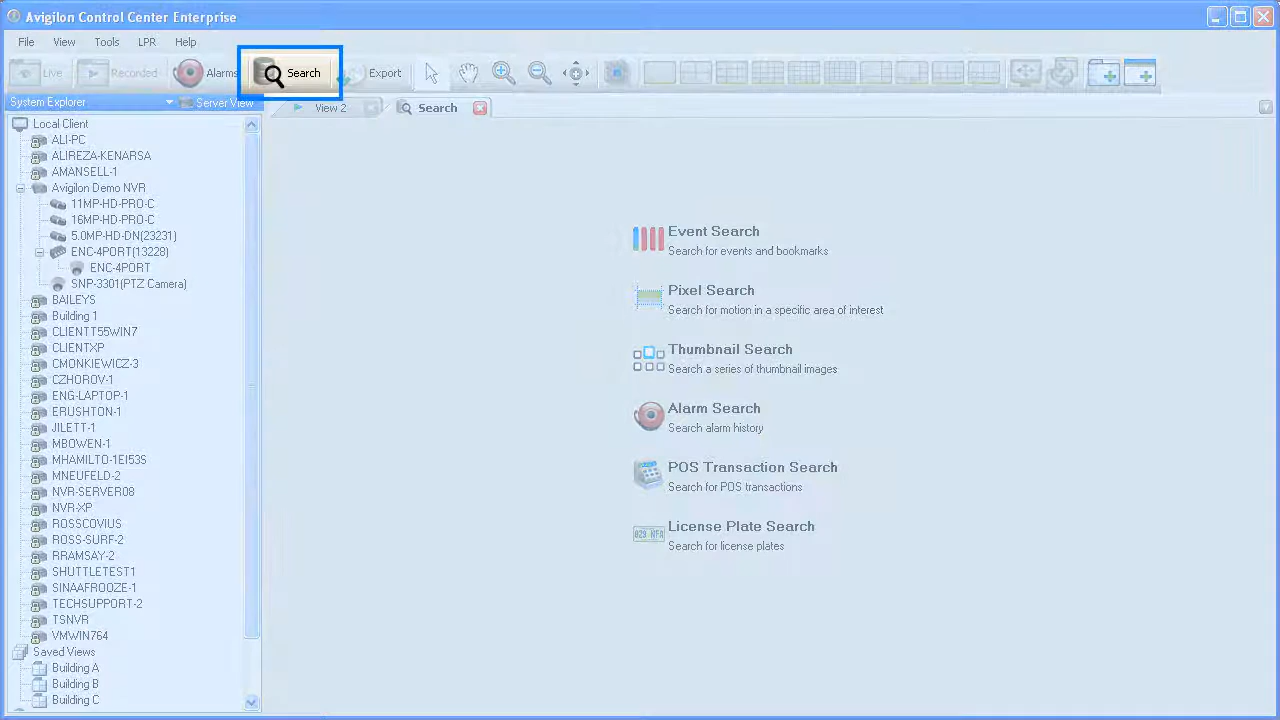 Avigilon Control Center Enterprise
File View Tools LPR Help
Live Recorded Alarms Search Export
System Explorer Server View
View 2 Search
Local Client
ALI-PC
ALIREZA-KENARSA
AMANSELL-1
Avigilon Demo NVR
11MP-HD-PRO-C
16MP-HD-PRO-C
5.0MP-HD-DN(23231)
ENC-4PORT(13228)
ENC-4PORT
SNP-3301(PTZ Camera)
BAILEYS
Building 1
CLIENTT55WIN7
CLIENTXP
CMONKIEWICZ-3
CZHOROV-1
ENG-LAPTOP-1
ERUSHTON-1
JILETT-1
MBOWEN-1
MHAMILTO-1EI53S
MNEUFELD-2
NVR-SERVER08
NVR-XP
ROSSCOVIUS
ROSS-SURF-2
RRAMSAY-2
SHUTTLETEST1
SINAAFROOZE-1
TECHSUPPORT-2
TSNVR
VMWIN764
Saved Views
Building A
Building B
Building C
Event Search
Search for events and bookmarks
Pixel Search
Search for motion in a specific area of interest
Thumbnail Search
Search a series of thumbnail images
Alarm Search
Search alarm history
POS Transaction Search
Search for POS transactions
License Plate Search
Search for license plates